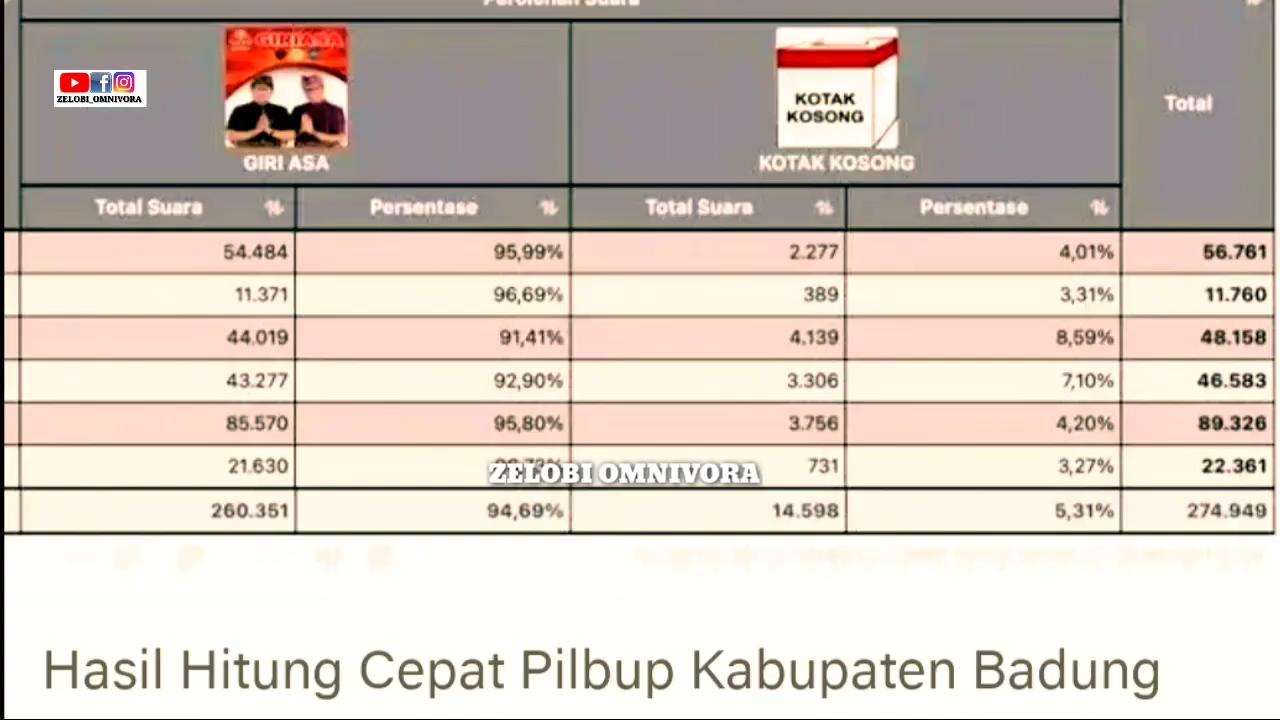 Perolehan Suara
%
GIRIASA
ZELOBI_OMNIVORA
KOTAK
KOSONG
GIRI ASA
KOTAK KOSONG
Total
Total Suara % Persentase % Total Suara % Persentase %
54.484 95,99% 2.277 4,01% 56.761
11.371 96,69% 389 3,31% 11.760
44.019 91,41% 4.139 8,59% 48.158
43.277 92,90% 3.306 7,10% 46.583
85.570 95,80% 3.756 4,20% 89.326
21.630 731 3,27% 22.361
ZELOBI OMNIVORA
260.351 94,69% 14.598 5,31% 274.949
Hasil Hitung Cepat Pilbup Kabupaten Badung